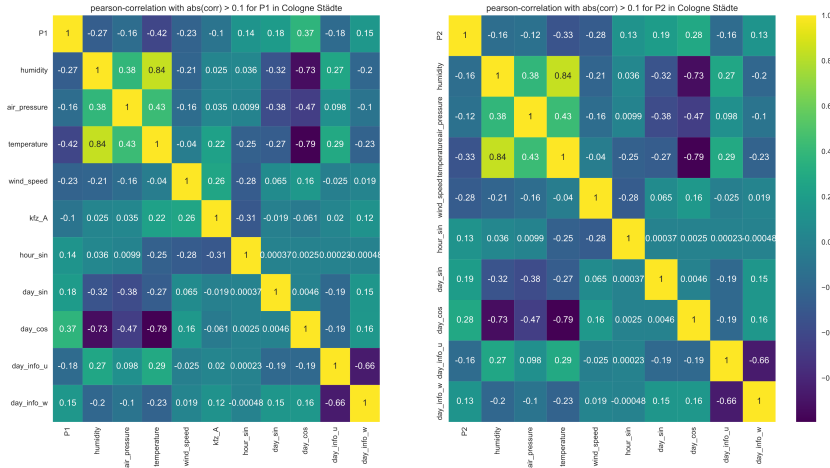 pearson-correlation with abs(corr) > 0.1 for P1 in Cologne Städte
P1 1 -0.27 -0.16 -0.42 -0.23 -0.1 0.14 0.18 0.37 -0.18 0.15
humidity -0.27 1 0.38 0.84 -0.21 0.025 0.036 -0.32 -0.73 0.27 -0.2
air_pressure -0.16 0.38 1 0.43 -0.16 0.035 0.0099 -0.38 -0.47 0.098 -0.1
temperature -0.42 0.84 0.43 1 -0.04 0.22 -0.25 -0.27 -0.79 0.29 -0.23
wind_speed -0.23 -0.21 -0.16 -0.04 1 0.26 -0.28 0.065 0.16 -0.025 0.019
kfz_A -0.1 0.025 0.035 0.22 0.26 1 -0.31 -0.019 -0.061 0.02 0.12
hour_sin 0.14 0.036 0.0099 -0.25 -0.28 -0.31 1 0.00037 0.0025 0.00023 -0.00048
day_sin 0.18 -0.32 -0.38 -0.27 0.065 -0.019 0.00037 1 0.0046 -0.19 0.15
day_cos 0.37 -0.73 -0.47 -0.79 0.16 -0.061 0.0025 0.0046 1 -0.19 0.16
day_info_u -0.18 0.27 0.098 0.29 -0.025 0.02 0.00023 -0.19 -0.19 1 -0.66
day_info_w 0.15 -0.2 -0.1 -0.23 0.019 0.12 -0.00048 0.15 0.16 -0.66 1
P1 humidity air_pressure temperature wind_speed kfz_A hour_sin day_sin day_cos day_info_u day_info_w
pearson-correlation with abs(corr) > 0.1 for P2 in Cologne Städte
P2 1 -0.16 -0.12 -0.33 -0.28 0.13 0.19 0.28 -0.16 0.13
humidity -0.16 1 0.38 0.84 -0.21 0.036 -0.32 -0.73 0.27 -0.2
air_pressure -0.12 0.38 1 0.43 -0.16 0.0099 -0.38 -0.47 0.098 -0.1
temperature -0.33 0.84 0.43 1 -0.04 -0.25 -0.27 -0.79 0.29 -0.23
wind_speed -0.28 -0.21 -0.16 -0.04 1 -0.28 0.065 0.16 -0.025 0.019
hour_sin 0.13 0.036 0.0099 -0.25 -0.28 1 0.00037 0.0025 0.00023 -0.00048
day_sin 0.19 -0.32 -0.38 -0.27 0.065 0.00037 1 0.0046 -0.19 0.15
day_cos 0.28 -0.73 -0.47 -0.79 0.16 0.0025 0.0046 1 -0.19 0.16
day_info_u -0.16 0.27 0.098 0.29 -0.025 0.00023 -0.19 -0.19 1 -0.66
day_info_w 0.13 -0.2 -0.1 -0.23 0.019 -0.00048 0.15 0.16 -0.66 1
P2 humidity air_pressure temperature wind_speed hour_sin day_sin day_cos day_info_u day_info_w